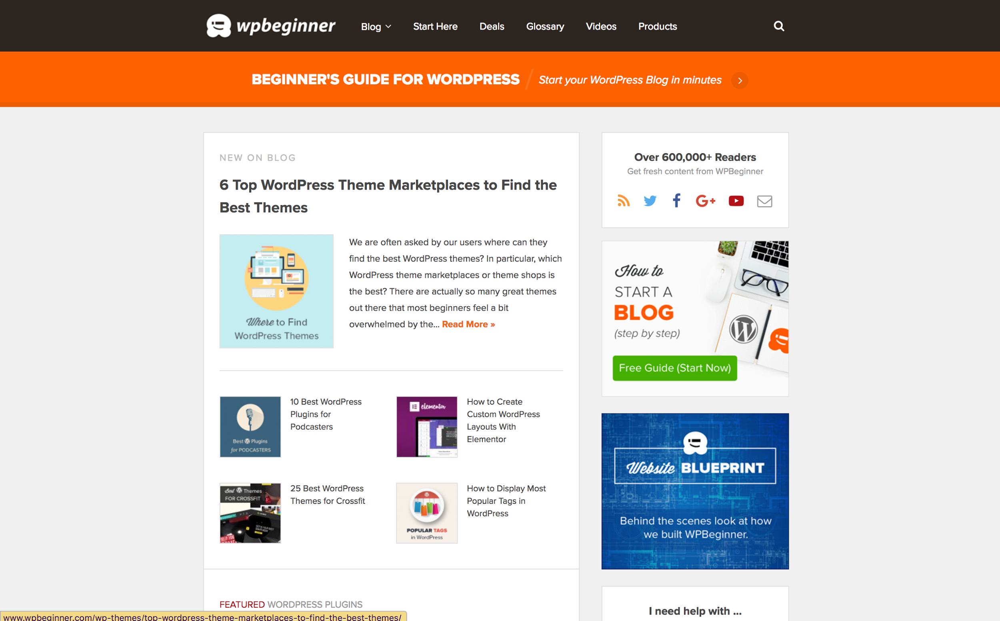 wpbeginner
Blog
Start Here
Deals
Glossary
Videos
Products
BEGINNER'S GUIDE FOR WORDPRESS
Start your WordPress Blog in minutes
NEW ON BLOG
6 Top WordPress Theme Marketplaces to Find the
Best Themes
Where to Find
WordPress Themes
We are often asked by our users where can they
find the best WordPress themes? In particular, which
WordPress theme marketplaces or theme shops is
the best? There are actually so many great themes
out there that most beginners feel a bit
overwhelmed by the... Read More »
Best Plugins
for PODCASTERS
10 Best WordPress
Plugins for
Podcasters
elementor
How to Create
Custom WordPress
Layouts With
Elementor
Best Themes
FOR CROSSFIT
25 Best WordPress
Themes for Crossfit
POPULAR TAGS
in WordPress
How to Display Most
Popular Tags in
WordPress
FEATURED WORDPRESS PLUGINS
www.wpbeginner.com/wp-themes/top-wordpress-theme-marketplaces-to-find-the-best-themes/
Over 600,000+ Readers
Get fresh content from WPBeginner
How to
START A
BLOG
(step by step)
Free Guide (Start Now)
Website BLUEPRINT
Behind the scenes look at how
we built WPBeginner.
I need help with ...